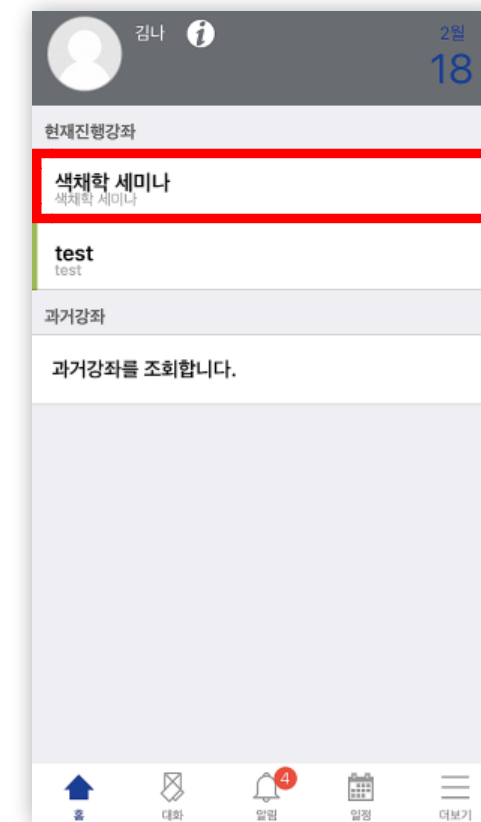 김나
2월
18
현재진행강좌
색채학 세미나
색채학 세미나
test
test
과거강좌
과거강좌를 조회합니다.
4
홈
대화
알림
일정
더보기